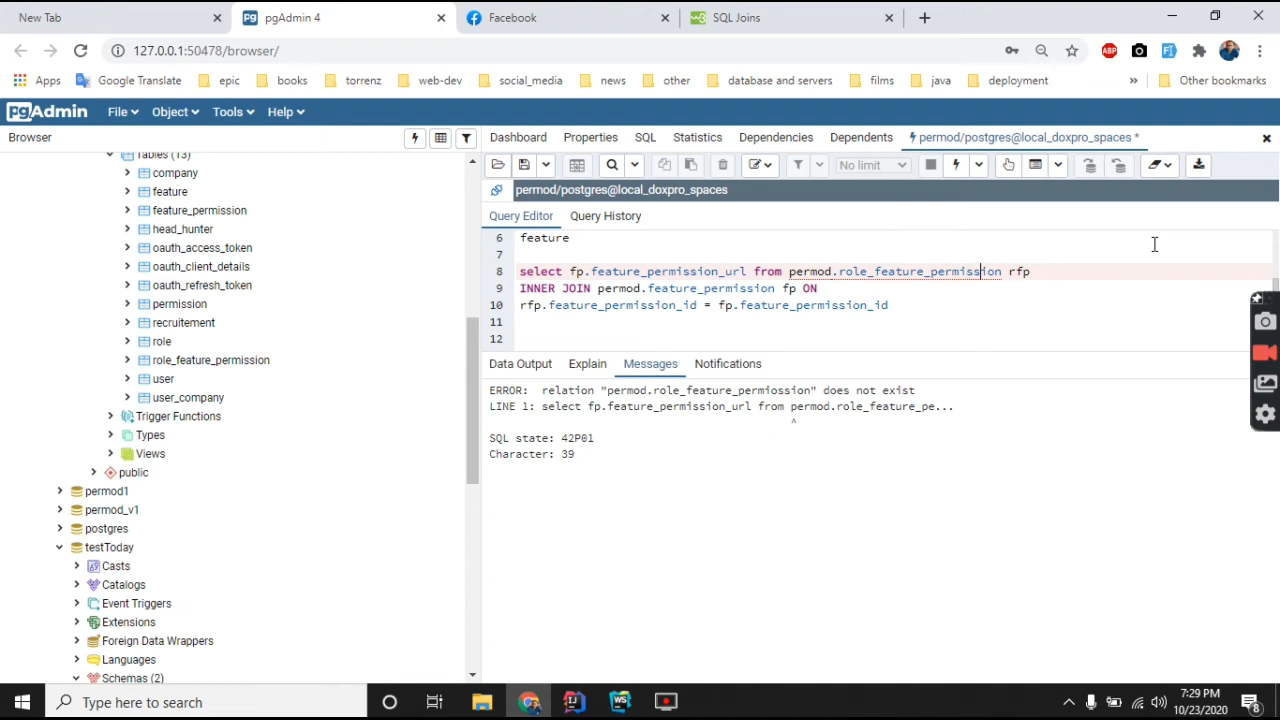 New Tab
pgAdmin 4
Facebook
SQL Joins
127.0.0.1:50478/browser/
Apps
Google Translate
epic
books
torrenz
web-dev
social_media
news
other
database and servers
films
java
deployment
Other bookmarks
pgAdmin
File
Object
Tools
Help
Browser
Dashboard
Properties
SQL
Statistics
Dependencies
Dependents
permod/postgres@local_doxpro_spaces *
Tables (13)
company
feature
feature_permission
head_hunter
oauth_access_token
oauth_client_details
oauth_refresh_token
permission
recruitement
role
role_feature_permission
user
user_company
Trigger Functions
Types
Views
public
permod1
permod_v1
postgres
testToday
Casts
Catalogs
Event Triggers
Extensions
Foreign Data Wrappers
Languages
Schemas (2)
No limit
permod/postgres@local_doxpro_spaces
Query Editor
Query History
6 feature
7
8 select fp.feature_permission_url from permod.role_feature_permission rfp
9 INNER JOIN permod.feature_permission fp ON
10 rfp.feature_permission_id = fp.feature_permission_id
11
12
Data Output
Explain
Messages
Notifications
ERROR: relation "permod.role_feature_permiossion" does not exist
LINE 1: select fp.feature_permission_url from permod.role_feature_pe...
^
SQL state: 42P01
Character: 39
ABP
Type here to search
7:29 PM
10/23/2020
8